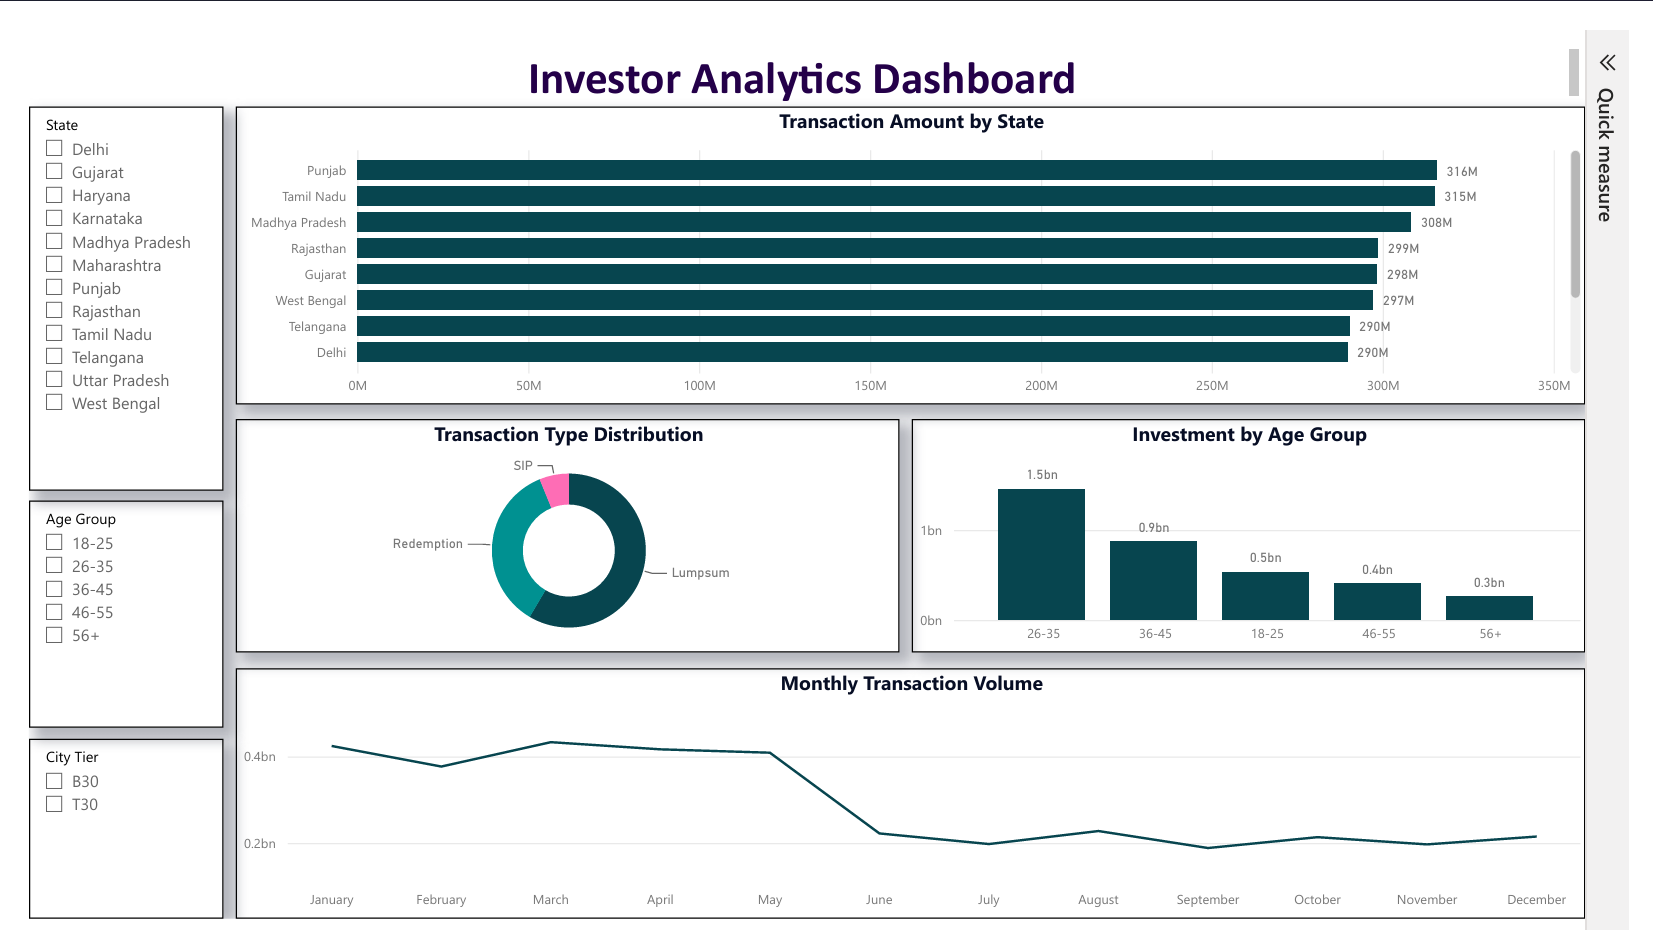 Investor Analytics Dashboard
Quick measure
State
Delhi
Gujarat
Haryana
Karnataka
Madhya Pradesh
Maharashtra
Punjab
Rajasthan
Tamil Nadu
Telangana
Uttar Pradesh
West Bengal
Age Group
18-25
26-35
36-45
46-55
56+
City Tier
B30
T30
Transaction Amount by State
Punjab 316M
Tamil Nadu 315M
Madhya Pradesh 308M
Rajasthan 299M
Gujarat 298M
West Bengal 297M
Telangana 290M
Delhi 290M
0M 50M 100M 150M 200M 250M 300M 350M
Transaction Type Distribution
SIP
Redemption
Lumpsum
Investment by Age Group
1.5bn
0.9bn
0.5bn
0.4bn
0.3bn
1bn
0bn
26-35 36-45 18-25 46-55 56+
Monthly Transaction Volume
0.4bn
0.2bn
January February March April May June July August September October November December